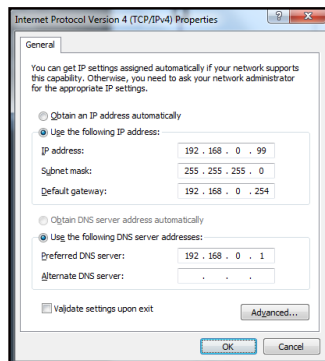 Internet Protocol Version 4 (TCP/IPv4) Properties
General
You can get IP settings assigned automatically if your network supports
this capability. Otherwise, you need to ask your network administrator
for the appropriate IP settings.
Obtain an IP address automatically
Use the following IP address:
IP address: 192 . 168 . 0 . 99
Subnet mask: 255 . 255 . 255 . 0
Default gateway: 192 . 168 . 0 . 254
Obtain DNS server address automatically
Use the following DNS server addresses:
Preferred DNS server: 192 . 168 . 0 . 1
Alternate DNS server: . . .
Validate settings upon exit
Advanced...
OK Cancel